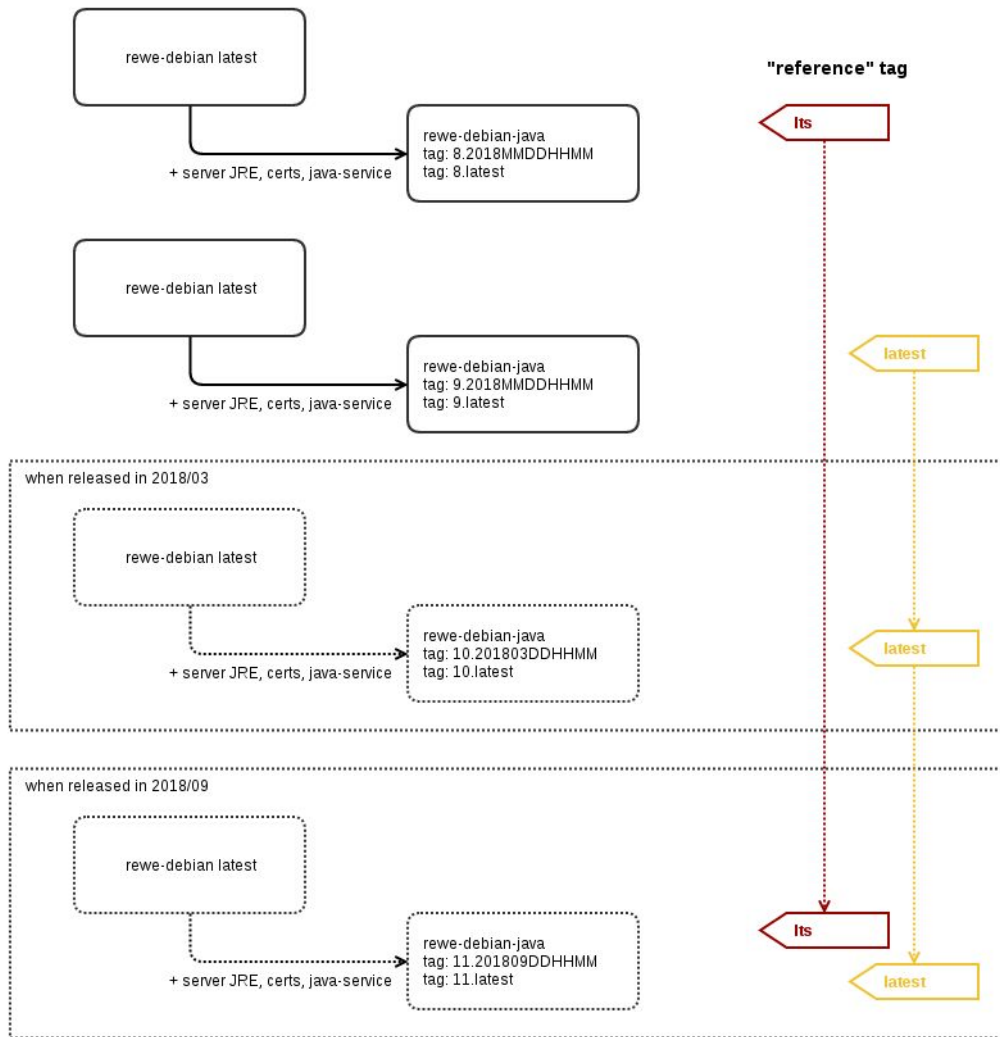 rewe-debian latest
"reference" tag
lts
rewe-debian-java
tag: 8.2018MMDDHHMM
tag: 8.latest
+ server JRE, certs, java-service
rewe-debian latest
latest
rewe-debian-java
tag: 9.2018MMDDHHMM
tag: 9.latest
+ server JRE, certs, java-service
when released in 2018/03
rewe-debian latest
rewe-debian-java
tag: 10.201803DDHHMM
tag: 10.latest
+ server JRE, certs, java-service
latest
when released in 2018/09
rewe-debian latest
lts
rewe-debian-java
tag: 11.201809DDHHMM
tag: 11.latest
+ server JRE, certs, java-service
latest